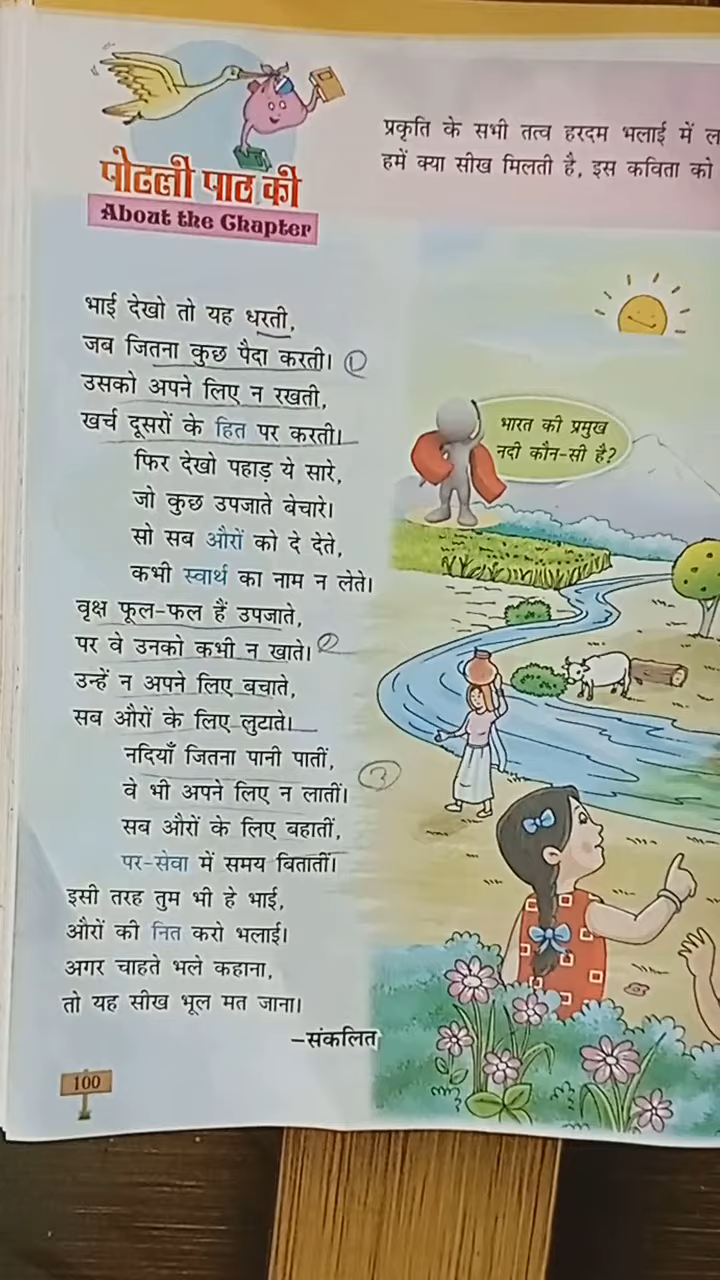 पोटली पाठ की
About the Chapter
प्रकृति के सभी तत्व हरदम भलाई में
हमें क्या सीख मिलती है, इस कविता को
भाई देखो तो यह धरती,
जब जितना कुछ पैदा करती। 1
उसको अपने लिए न रखती,
खर्च दूसरों के हित पर करती।
फिर देखो पहाड़ ये सारे,
जो कुछ उपजाते बेचारे।
सो सब औरों को दे देते,
कभी स्वार्थ का नाम न लेते।
वृक्ष फूल-फल हैं उपजाते,
पर वे उनको कभी न खाते। 2
उन्हें न अपने लिए बचाते,
सब औरों के लिए लुटाते।
नदियाँ जितना पानी पातीं,
वे भी अपने लिए न लातीं। 3
सब औरों के लिए बहातीं,
पर-सेवा में समय बितातीं।
इसी तरह तुम भी हे भाई,
औरों की नित करो भलाई।
अगर चाहते भले कहाना,
तो यह सीख भूल मत जाना।
–संकलित
भारत की प्रमुख
नदी कौन-सी है?
100